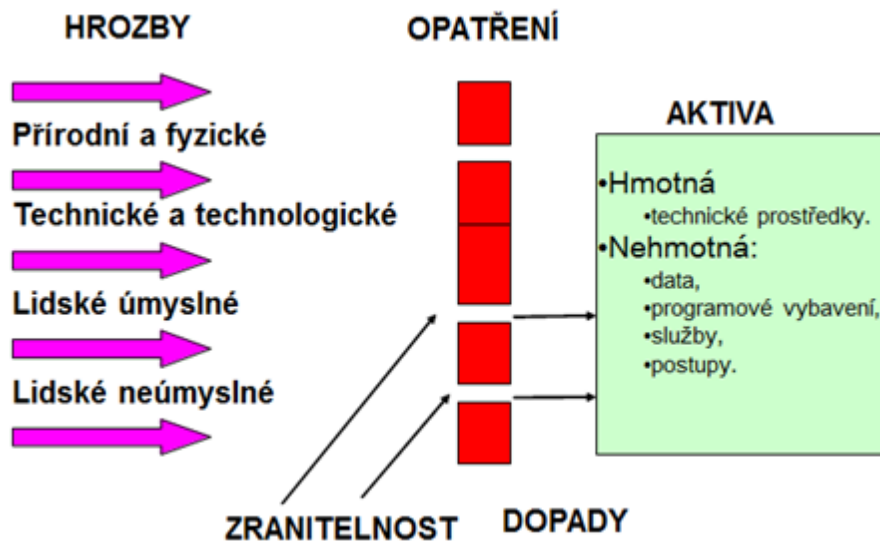 HROZBY
OPATŘENÍ
AKTIVA
Přírodní a fyzické
Technické a technologické
Lidské úmyslné
Lidské neúmyslné
•Hmotná
•technické prostředky.
•Nehmotná:
•data,
•programové vybavení,
•služby,
•postupy.
ZRANITELNOST
DOPADY